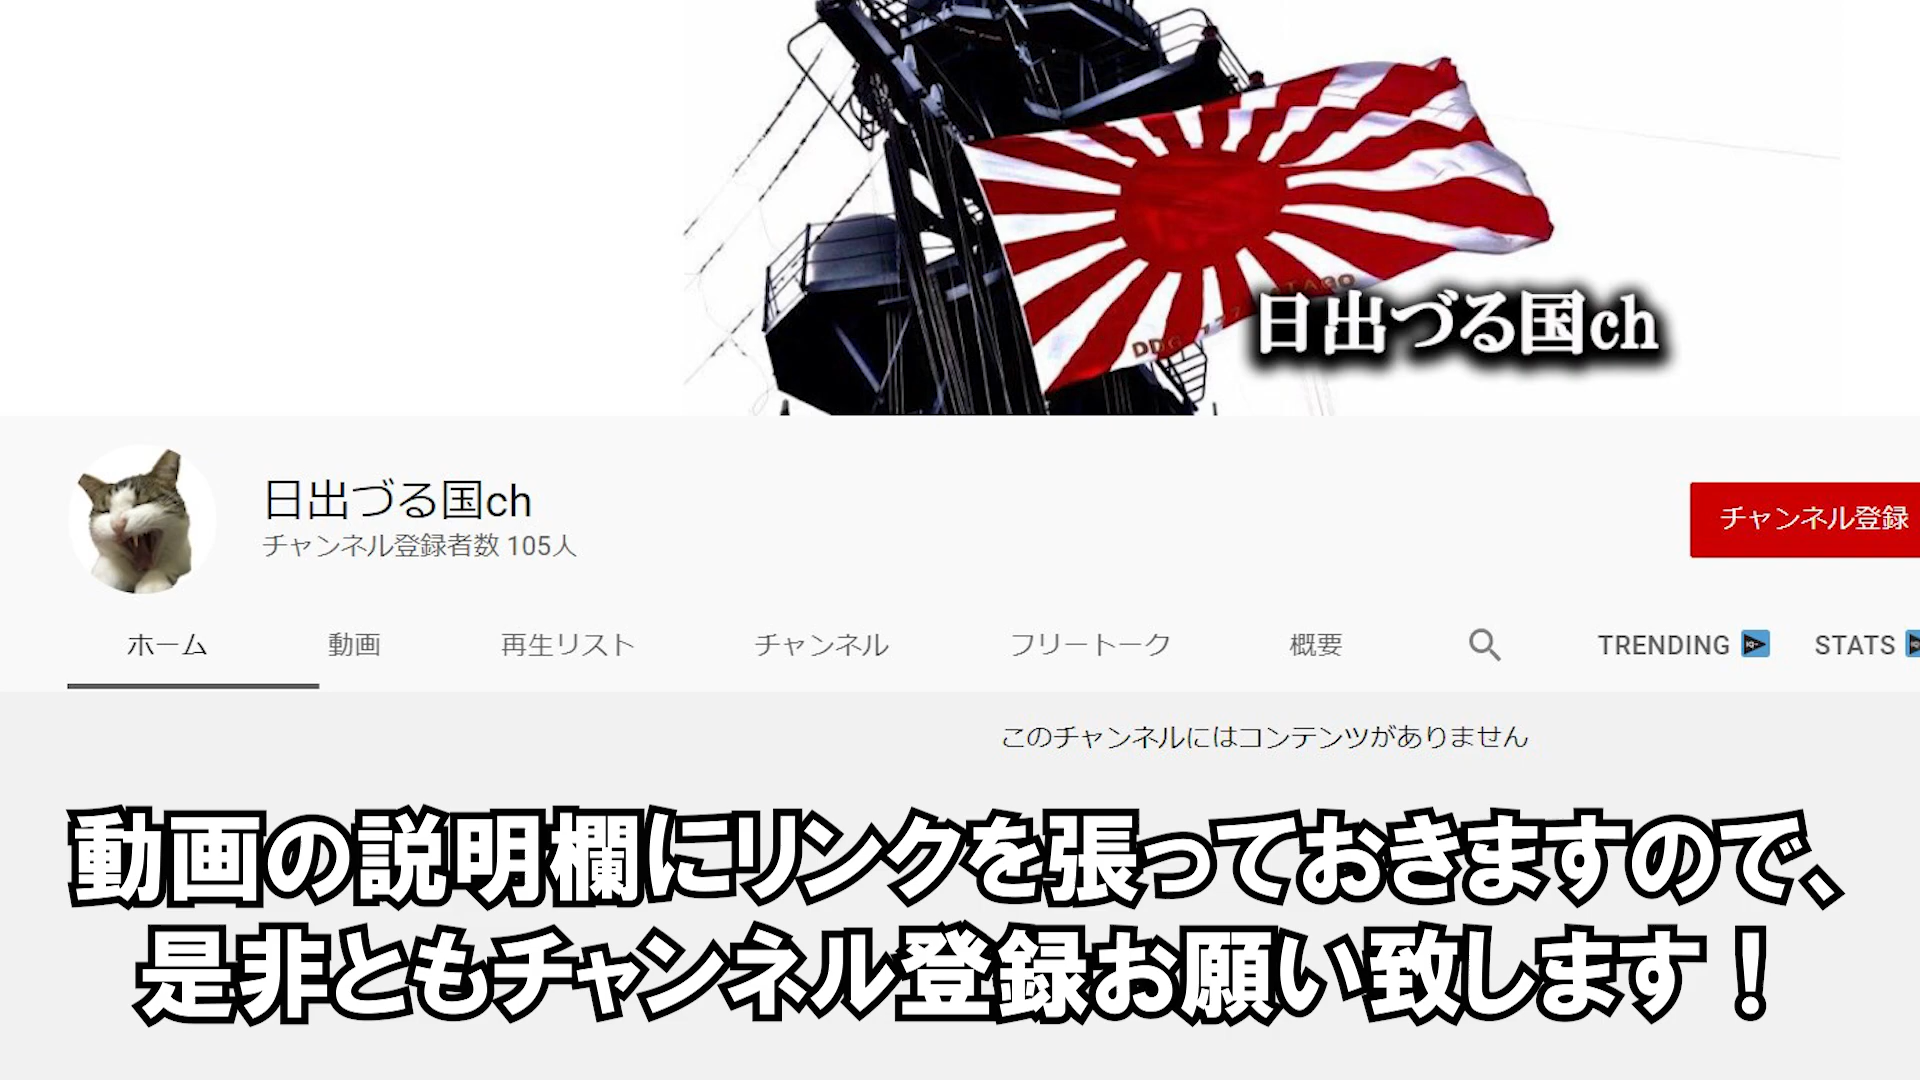 DDG 177 ATAGO
日出づる国ch
日出づる国ch
チャンネル登録者数 105人
チャンネル登録
ホーム 動画 再生リスト チャンネル フリートーク 概要 TRENDING STATS
このチャンネルにはコンテンツがありません
動画の説明欄にリンクを張っておきますので、
是非ともチャンネル登録お願い致します！